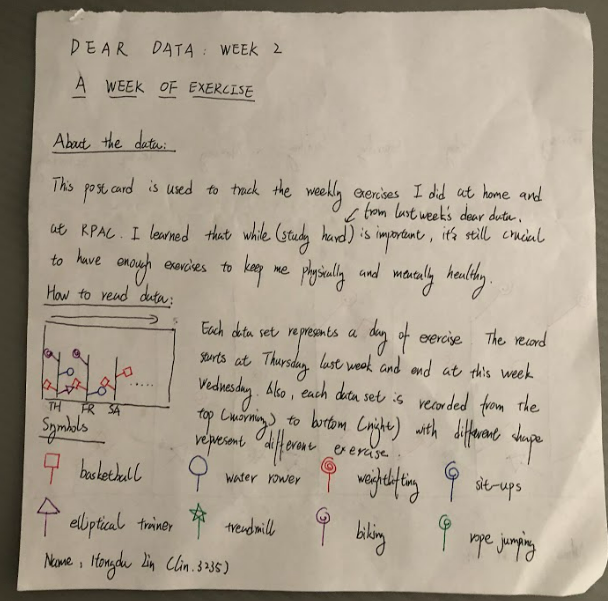 DEAR DATA: WEEK 2
A WEEK OF EXERCISE
About the data:
This postcard is used to track the weekly exercises I did at home and
from last week's dear data.
at RPAC. I learned that while (study hard) is important, it's still crucial
to have enough exercises to keep me physically and mentally healthy.
How to read data:
Each data set represents a day of exercise The record
starts at Thursday last week and end at this week
Wednesday. Also, each data set is recorded from the
top (morning) to bottom (night) with different shape
represent different exercise.
TH FR SA ......
Symbols
basketball water rower weightlifting sit-ups
elliptical trainer treadmill biking rope jumping
Name: Hongda Lin (lin.3235)